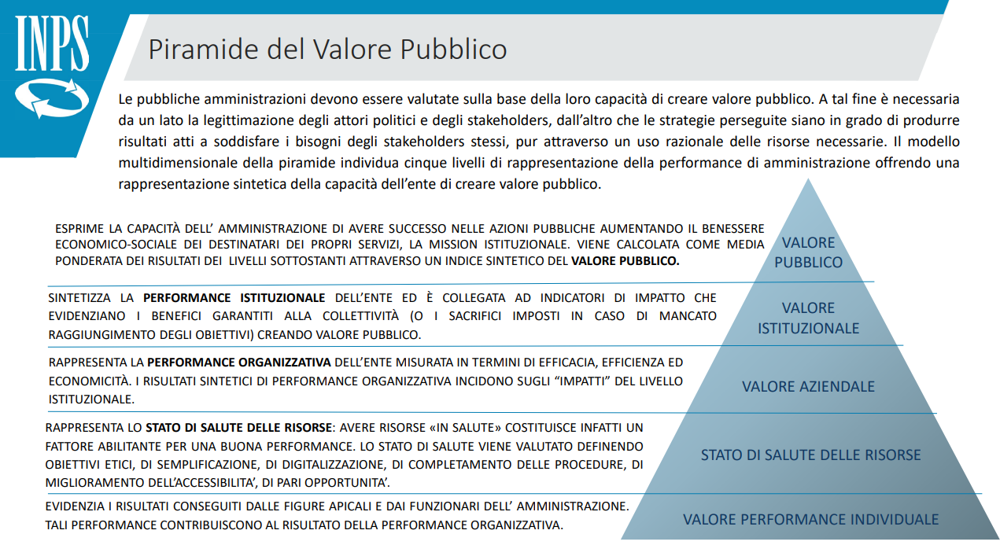 INPS
Piramide del Valore Pubblico
Le pubbliche amministrazioni devono essere valutate sulla base della loro capacità di creare valore pubblico. A tal fine è necessaria
da un lato la legittimazione degli attori politici e degli stakeholders, dall’altro che le strategie perseguite siano in grado di produrre
risultati atti a soddisfare i bisogni degli stakeholders stessi, pur attraverso un uso razionale delle risorse necessarie. Il modello
multidimensionale della piramide individua cinque livelli di rappresentazione della performance di amministrazione offrendo una
rappresentazione sintetica della capacità dell’ente di creare valore pubblico.
ESPRIME LA CAPACITÀ DELL’ AMMINISTRAZIONE DI AVERE SUCCESSO NELLE AZIONI PUBBLICHE AUMENTANDO IL BENESSERE
ECONOMICO-SOCIALE DEI DESTINATARI DEI PROPRI SERVIZI, LA MISSION ISTITUZIONALE. VIENE CALCOLATA COME MEDIA
PONDERATA DEI RISULTATI DEI LIVELLI SOTTOSTANTI ATTRAVERSO UN INDICE SINTETICO DEL VALORE PUBBLICO.
VALORE
PUBBLICO
SINTETIZZA LA PERFORMANCE ISTITUZIONALE DELL’ENTE ED È COLLEGATA AD INDICATORI DI IMPATTO CHE
EVIDENZIANO I BENEFICI GARANTITI ALLA COLLETTIVITÀ (O I SACRIFICI IMPOSTI IN CASO DI MANCATO
RAGGIUNGIMENTO DEGLI OBIETTIVI) CREANDO VALORE PUBBLICO.
VALORE
ISTITUZIONALE
RAPPRESENTA LA PERFORMANCE ORGANIZZATIVA DELL’ENTE MISURATA IN TERMINI DI EFFICACIA, EFFICIENZA ED
ECONOMICITÀ. I RISULTATI SINTETICI DI PERFORMANCE ORGANIZZATIVA INCIDONO SUGLI “IMPATTI” DEL LIVELLO
ISTITUZIONALE.
VALORE AZIENDALE
RAPPRESENTA LO STATO DI SALUTE DELLE RISORSE: AVERE RISORSE «IN SALUTE» COSTITUISCE INFATTI UN
FATTORE ABILITANTE PER UNA BUONA PERFORMANCE. LO STATO DI SALUTE VIENE VALUTATO DEFINENDO
OBIETTIVI ETICI, DI SEMPLIFICAZIONE, DI DIGITALIZZAZIONE, DI COMPLETAMENTO DELLE PROCEDURE, DI
MIGLIORAMENTO DELL’ACCESSIBILITA’, DI PARI OPPORTUNITA’.
STATO DI SALUTE DELLE RISORSE
EVIDENZIA I RISULTATI CONSEGUITI DALLE FIGURE APICALI E DAI FUNZIONARI DELL’ AMMINISTRAZIONE.
TALI PERFORMANCE CONTRIBUISCONO AL RISULTATO DELLA PERFORMANCE ORGANIZZATIVA.
VALORE PERFORMANCE INDIVIDUALE